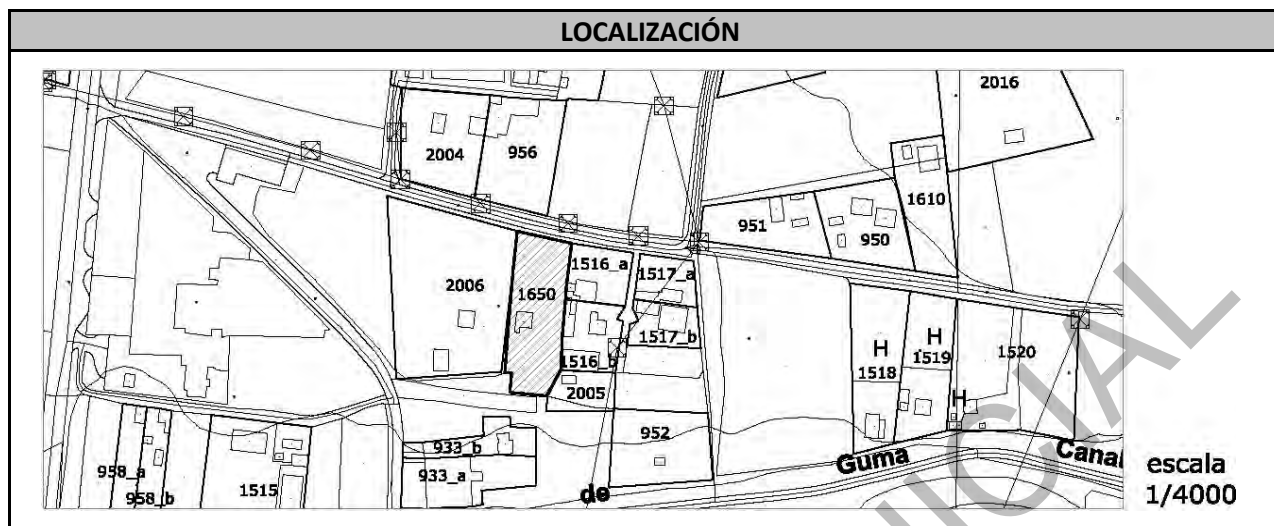 LOCALIZACIÓN
2016
2004
956
1610
951
950
2006
1650
1516_a
1517_a
1517_b
1516_b
2005
H
1518
H
1519
1520
H
952
933_b
933_a
958_a
958_b
1515
de
Guma
Canal
escala
1/4000
NICIAL